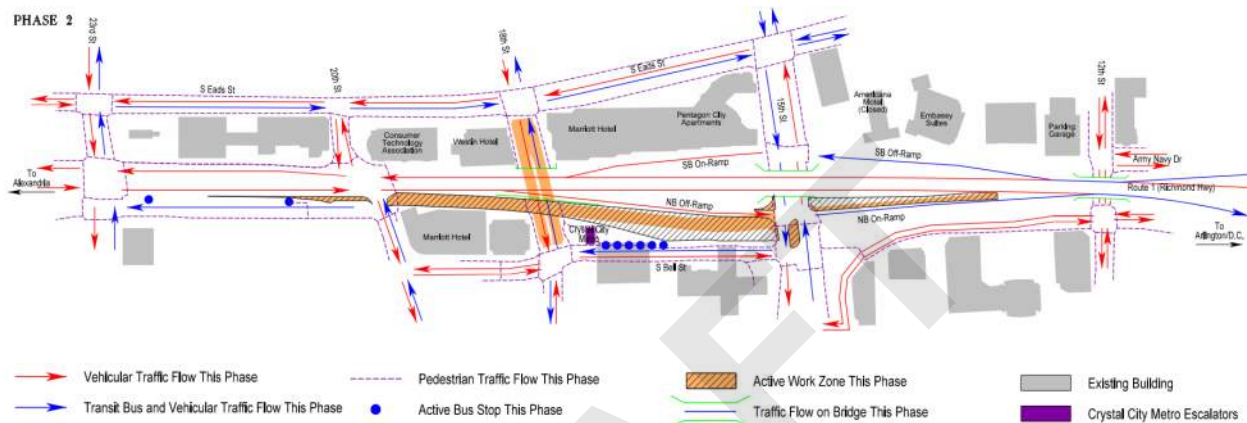 PHASE 2
23rd St
S Eads St
20th St
18th St
S Eads St
15th St
12th St
Consumer
Technology
Association
Westin Hotel
Marriott Hotel
Pentagon City
Apartments
Americana
Motel
(Closed)
Embassy
Suites
Parking
Garage
Army Navy Dr
SB On-Ramp
SB Off-Ramp
Route 1 (Richmond Hwy)
To
Alexandria
NB Off-Ramp
NB On-Ramp
Marriott Hotel
Crystal City
Metro
S Bell St
To
Arlington/D.C.
Vehicular Traffic Flow This Phase
Pedestrian Traffic Flow This Phase
Active Work Zone This Phase
Existing Building
Transit Bus and Vehicular Traffic Flow This Phase
Active Bus Stop This Phase
Traffic Flow on Bridge This Phase
Crystal City Metro Escalators